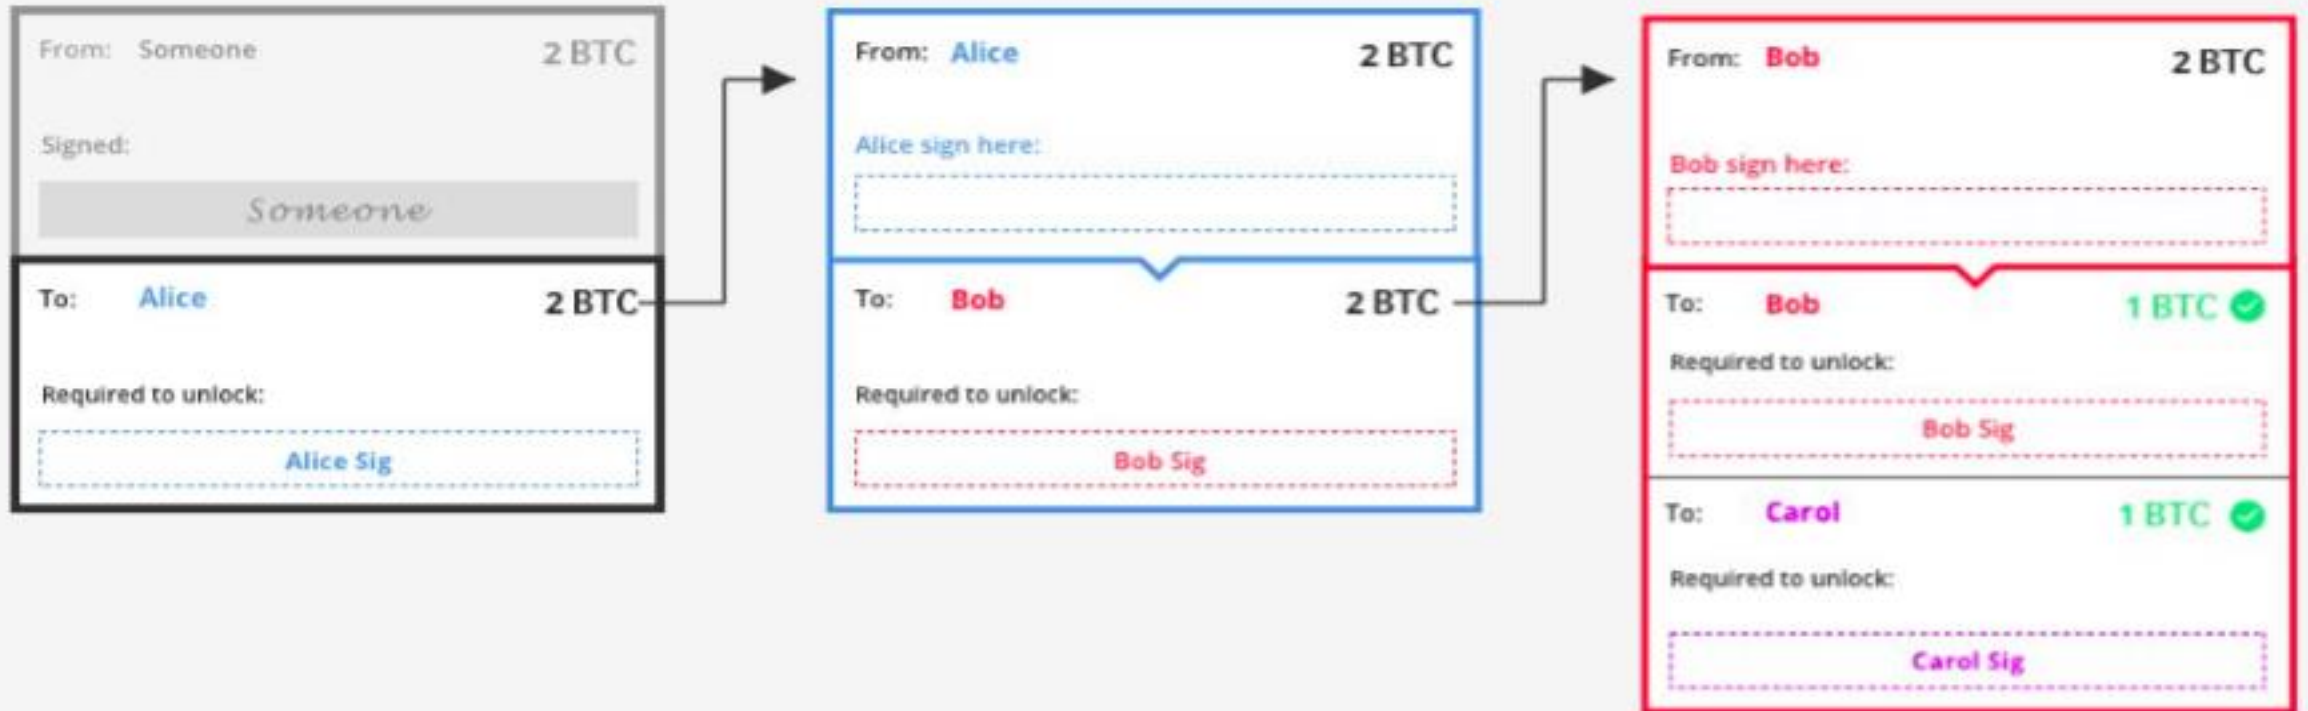 From: Someone 2 BTC
Signed:
Someone
To: Alice 2 BTC
Required to unlock:
Alice Sig
From: Alice 2 BTC
Alice sign here:
To: Bob 2 BTC
Required to unlock:
Bob Sig
From: Bob 2 BTC
Bob sign here:
To: Bob 1 BTC
Required to unlock:
Bob Sig
To: Carol 1 BTC
Required to unlock:
Carol Sig